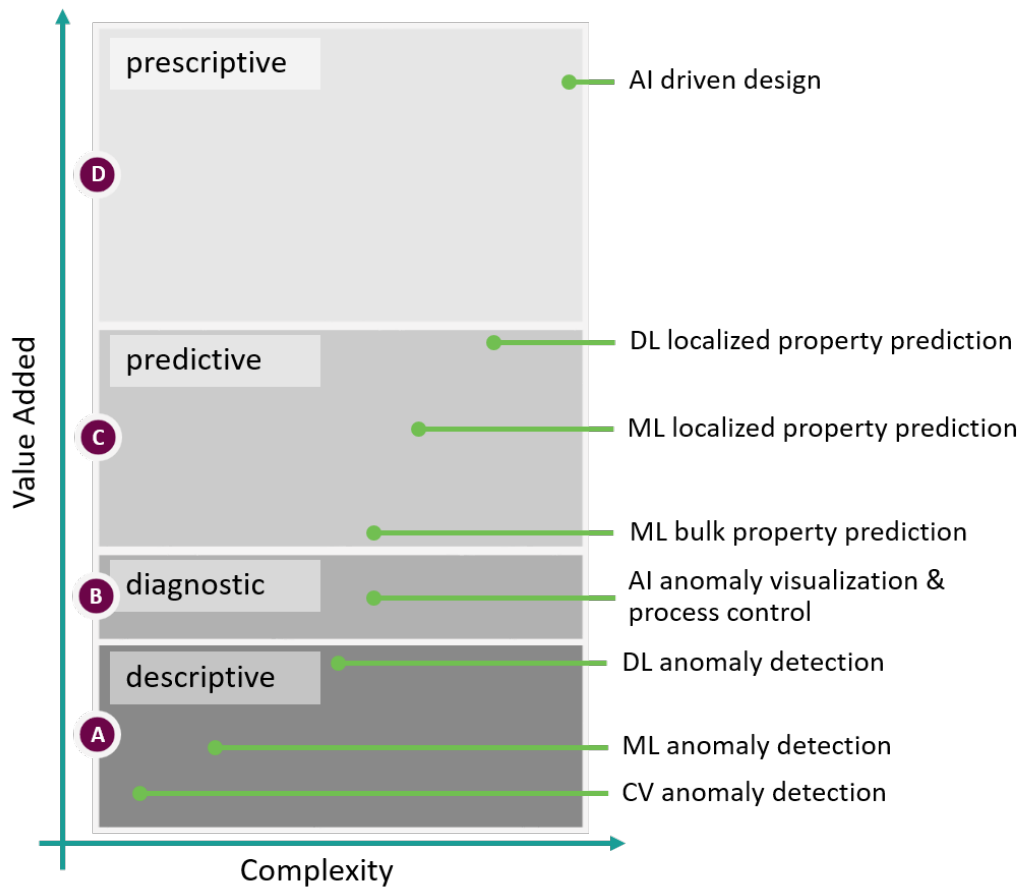 prescriptive
AI driven design
D
DL localized property prediction
predictive
ML localized property prediction
C
ML bulk property prediction
diagnostic
AI anomaly visualization &
process control
B
DL anomaly detection
descriptive
A
ML anomaly detection
CV anomaly detection
Value Added
Complexity